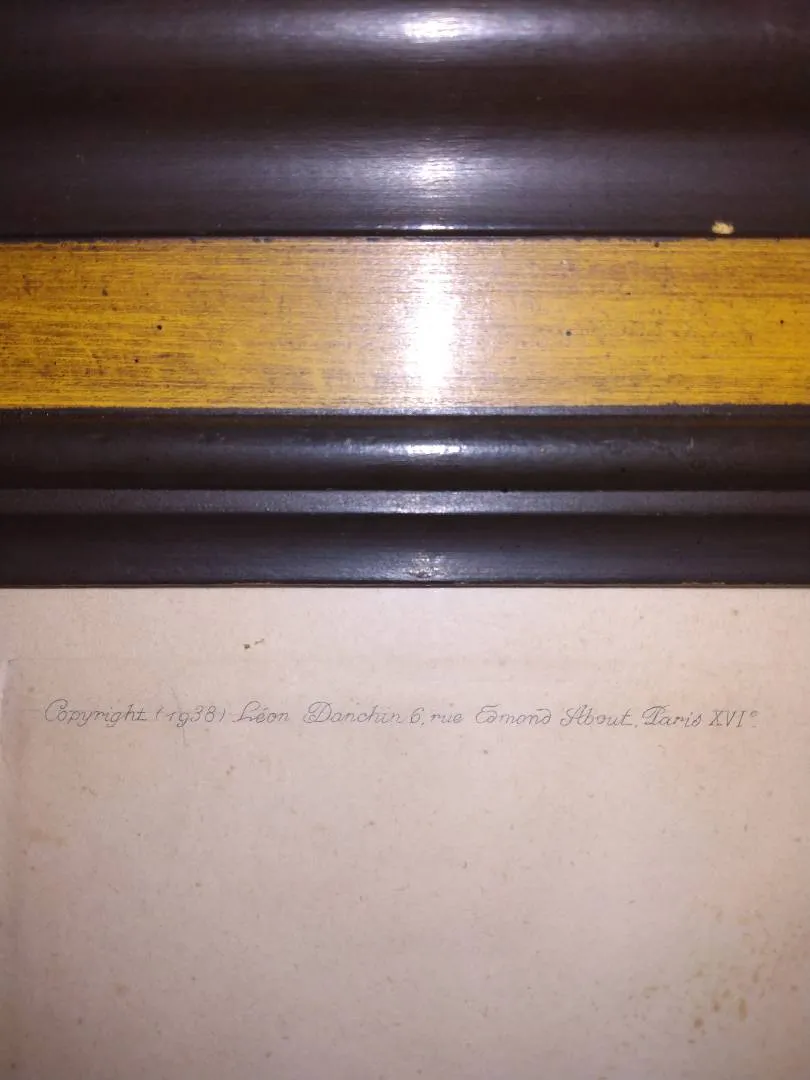 Copyright (1938) Léon Danchin 6, rue Edmond About, Paris XVIe